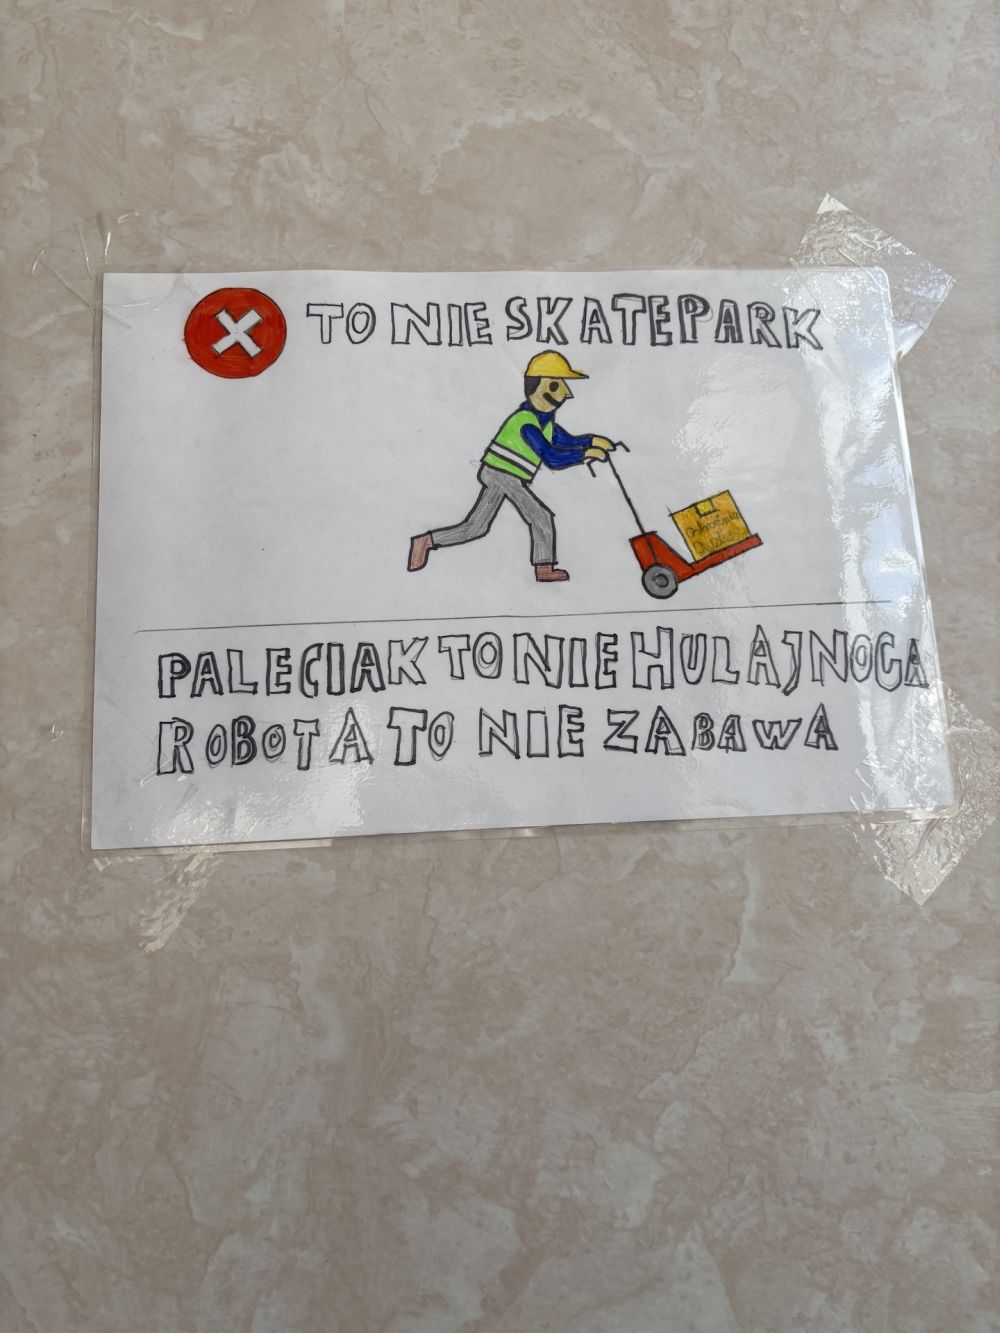 TO NIE SKATEPARK
PALECIAK TO NIE HULAJNOGA
ROBOTA TO NIE ZABAWA